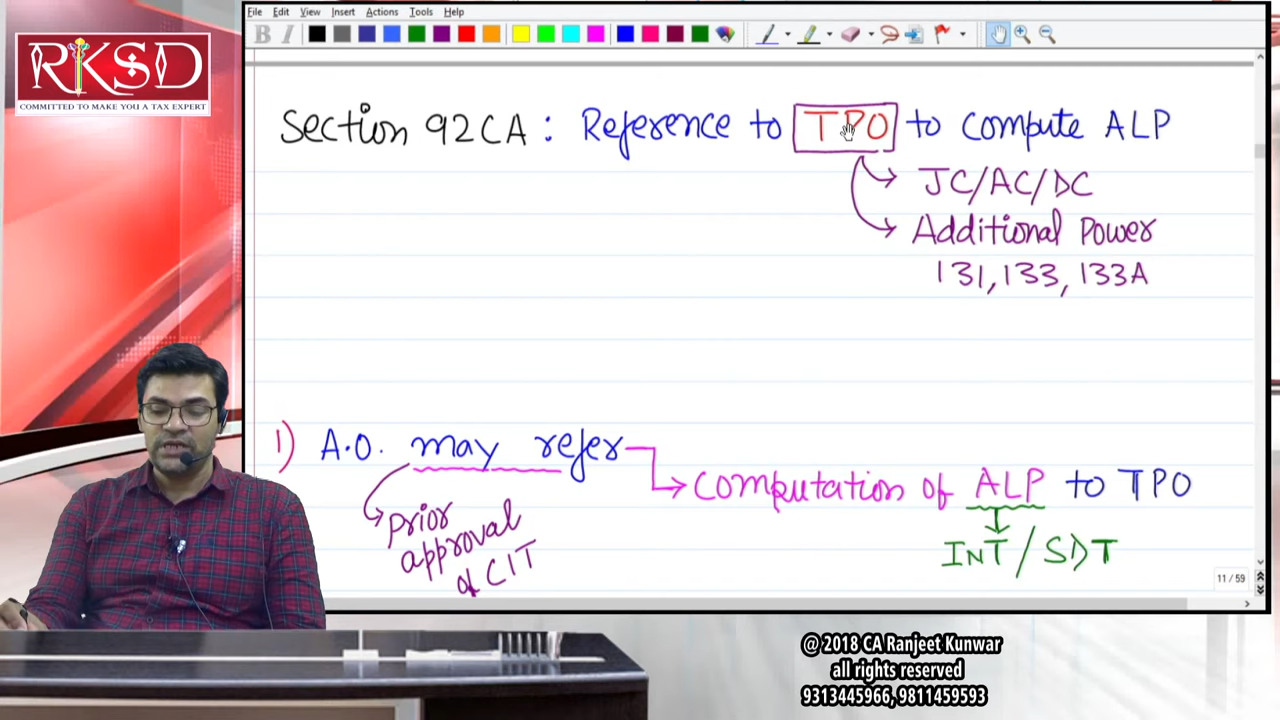 File Edit View Insert Actions Tools Help
B I
RKSD
COMMITTED TO MAKE YOU A TAX EXPERT
Section 92CA : Reference to TPO to compute ALP
JC/AC/DC
Additional Power
131, 133, 133A
1) A.O. may refer
Computation of ALP to TPO
Prior
approval
of CIT
INT / SDT
11 / 59
@ 2018 CA Ranjeet Kunwar
all rights reserved
9313445966, 9811459593